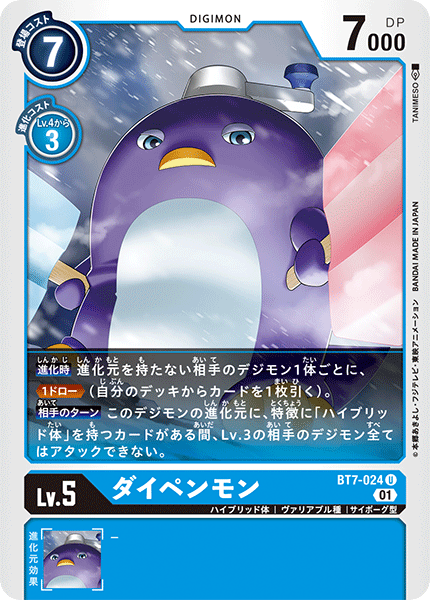 DIGIMON
登場コスト
7
7000
DP
進化コスト
Lv.4から
3
TANIMESO
BANDAI MADE IN JAPAN
©本郷あきよし・フジテレビ・東映アニメーション
進化時 進化元を持たない相手のデジモン1体ごとに、
1ドロー (自分のデッキからカードを1枚引く)。
相手のターン このデジモンの進化元に、特徴に「ハイブリッ
ド体」を持つカードがある間、Lv.3の相手のデジモン全て
はアタックできない。
BT7-024 U
01
Lv.5
ダイペンモン
ハイブリッド体 | ヴァリアブル種 | サイボーグ型
進化元効果
–